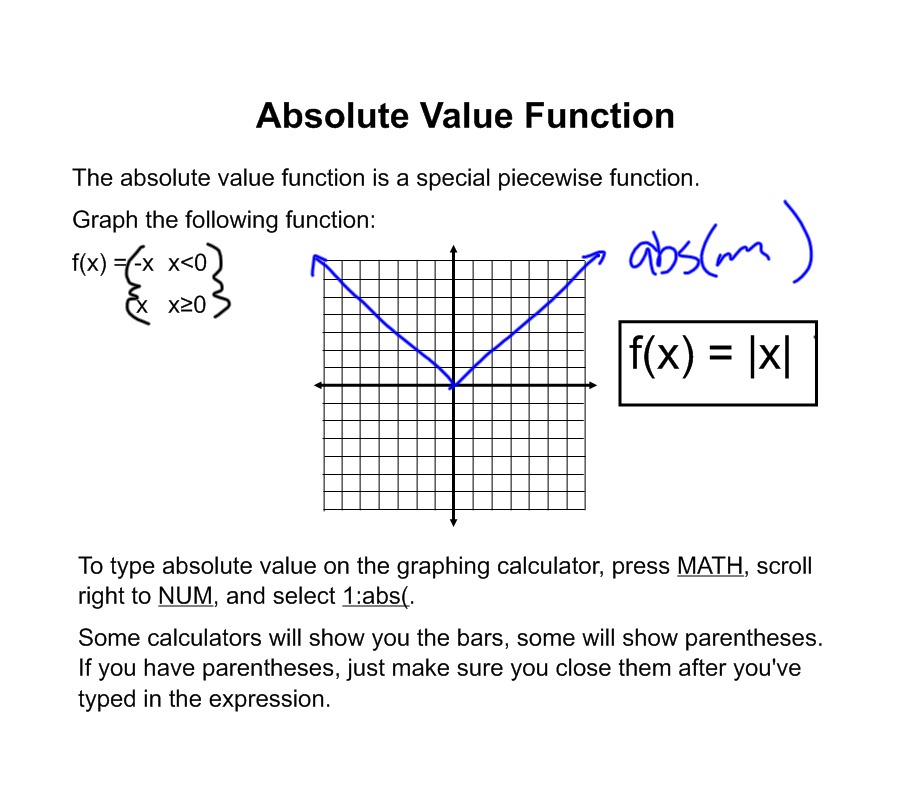 Absolute Value Function
The absolute value function is a special piecewise function.
Graph the following function:
f(x) = {-x x<0}
{x x≥0}
abs( )
f(x) = |x|
To type absolute value on the graphing calculator, press MATH, scroll
right to NUM, and select 1:abs(.
Some calculators will show you the bars, some will show parentheses.
If you have parentheses, just make sure you close them after you've
typed in the expression.